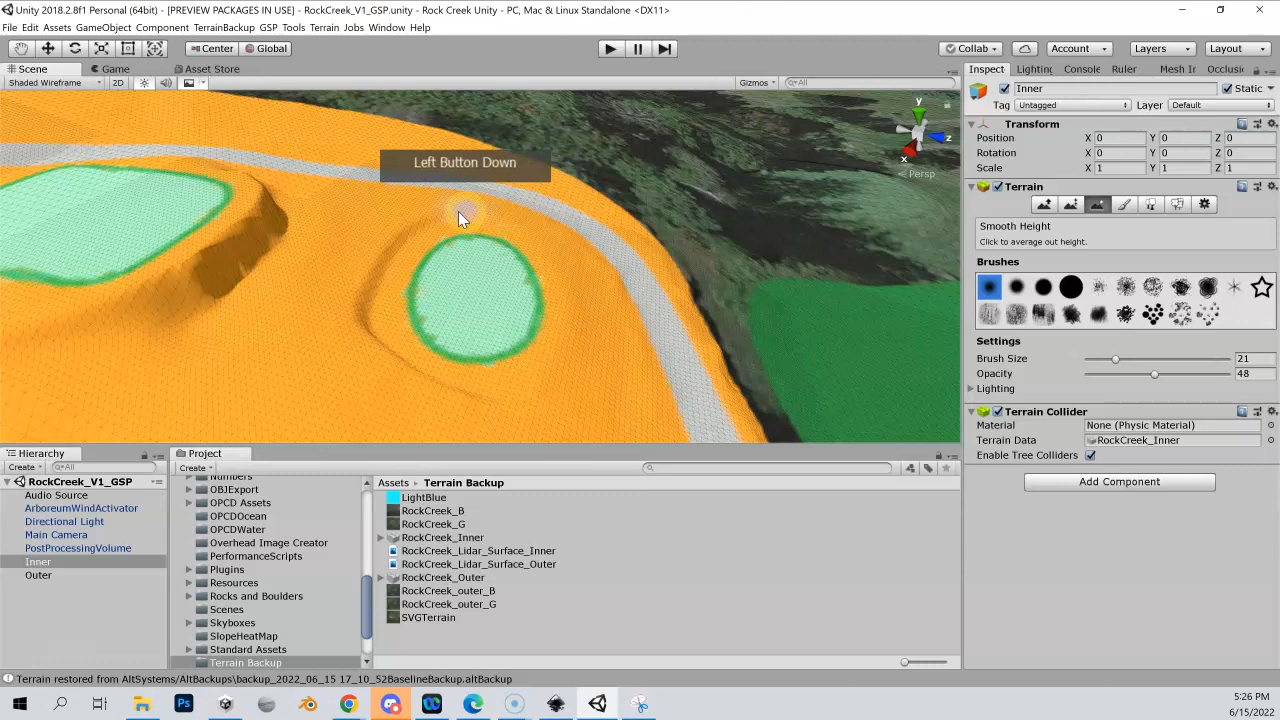 Unity 2018.2.8f1 Personal (64bit) - [PREVIEW PACKAGES IN USE] - RockCreek_V1_GSP.unity - Rock Creek Unity - PC, Mac & Linux Standalone <DX11>
File Edit Assets GameObject Component TerrainBackup GSP Tools Terrain Jobs Window Help
Center Global Collab Account Layers Layout
Scene Game Asset Store
Shaded Wireframe 2D Gizmos All
Left Button Down
y
z
x
Persp
Inspect Lighting Console Ruler Mesh Ir Occlusi
Inner Static
Tag Untagged Layer Default
Transform
Position X 0 Y 0 Z 0
Rotation X 0 Y 0 Z 0
Scale X 1 Y 1 Z 1
Terrain
Smooth Height
Click to average out height.
Brushes
Settings
Brush Size 21
Opacity 48
Lighting
Terrain Collider
Material None (Physic Material)
Terrain Data RockCreek_Inner
Enable Tree Colliders
Add Component
Hierarchy
Create All
RockCreek_V1_GSP
Audio Source
ArboreumWindActivator
Directional Light
Main Camera
PostProcessingVolume
Inner
Outer
Project
Create
Numbers
OBJExport
OPCD Assets
OPCDOcean
OPCDWater
Overhead Image Creator
PerformanceScripts
Plugins
Resources
Rocks and Boulders
Scenes
Skyboxes
SlopeHeatMap
Standard Assets
Terrain Backup
Assets Terrain Backup
LightBlue
RockCreek_B
RockCreek_G
RockCreek_Inner
RockCreek_Lidar_Surface_Inner
RockCreek_Lidar_Surface_Outer
RockCreek_Outer
RockCreek_outer_B
RockCreek_outer_G
SVGTerrain
Terrain restored from AltSystems/AltBackups\backup_2022_06_15 17_10_52BaselineBackup.altBackup
Ps
5:26 PM
6/15/2022